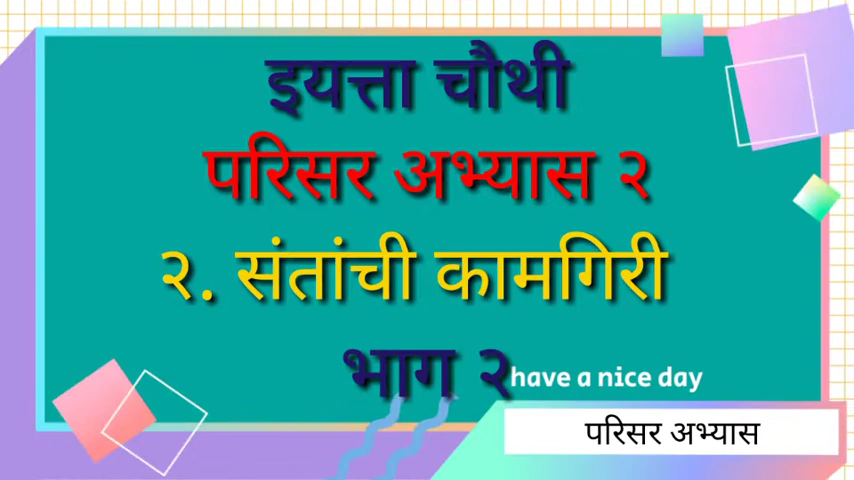 इयत्ता चौथी
परिसर अभ्यास २
२. संतांची कामगिरी
भाग २
have a nice day
परिसर अभ्यास